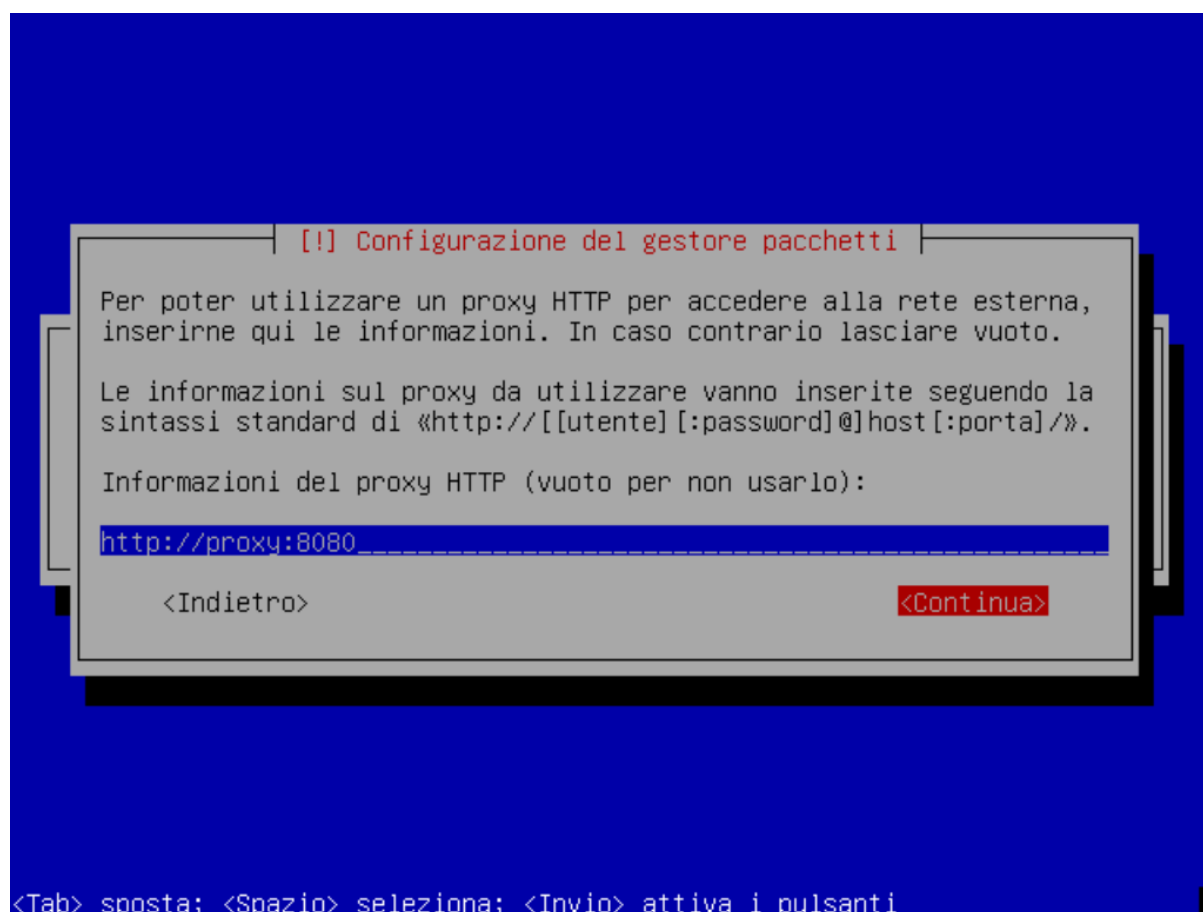 [!] Configurazione del gestore pacchetti
Per poter utilizzare un proxy HTTP per accedere alla rete esterna,
inserirne qui le informazioni. In caso contrario lasciare vuoto.
Le informazioni sul proxy da utilizzare vanno inserite seguendo la
sintassi standard di «http://[[utente][:password]@]host[:porta]/».
Informazioni del proxy HTTP (vuoto per non usarlo):
http://proxy:8080__________________________________________________
<Indietro> <Continua>
<Tab> sposta; <Spazio> seleziona; <Invio> attiva i pulsanti